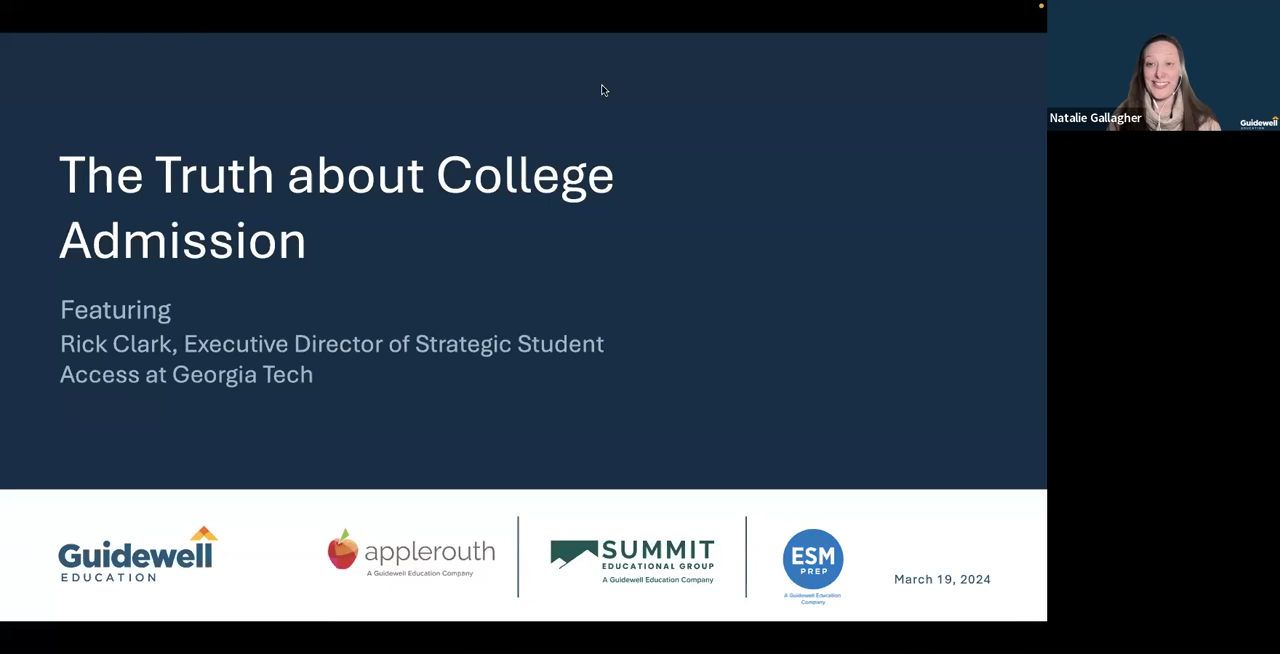 The Truth about College
Admission
Featuring
Rick Clark, Executive Director of Strategic Student
Access at Georgia Tech
Guidewell
EDUCATION
applerouth
A Guidewell Education Company
SUMMIT
EDUCATIONAL GROUP
A Guidewell Education Company
ESM
PREP
A Guidewell Education
Company
March 19, 2024
Natalie Gallagher
Guidewell
EDUCATION